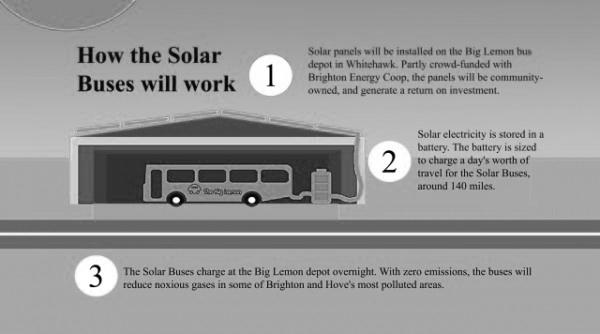 How the Solar
Buses will work
1
Solar panels will be installed on the Big Lemon bus
depot in Whitehawk. Partly crowd-funded with
Brighton Energy Coop, the panels will be community-
owned, and generate a return on investment.
2
Solar electricity is stored in a
battery. The battery is sized
to charge a day's worth of
travel for the Solar Buses,
around 140 miles.
The Big Lemon
3
The Solar Buses charge at the Big Lemon depot overnight. With zero emissions, the buses will
reduce noxious gases in some of Brighton and Hove's most polluted areas.